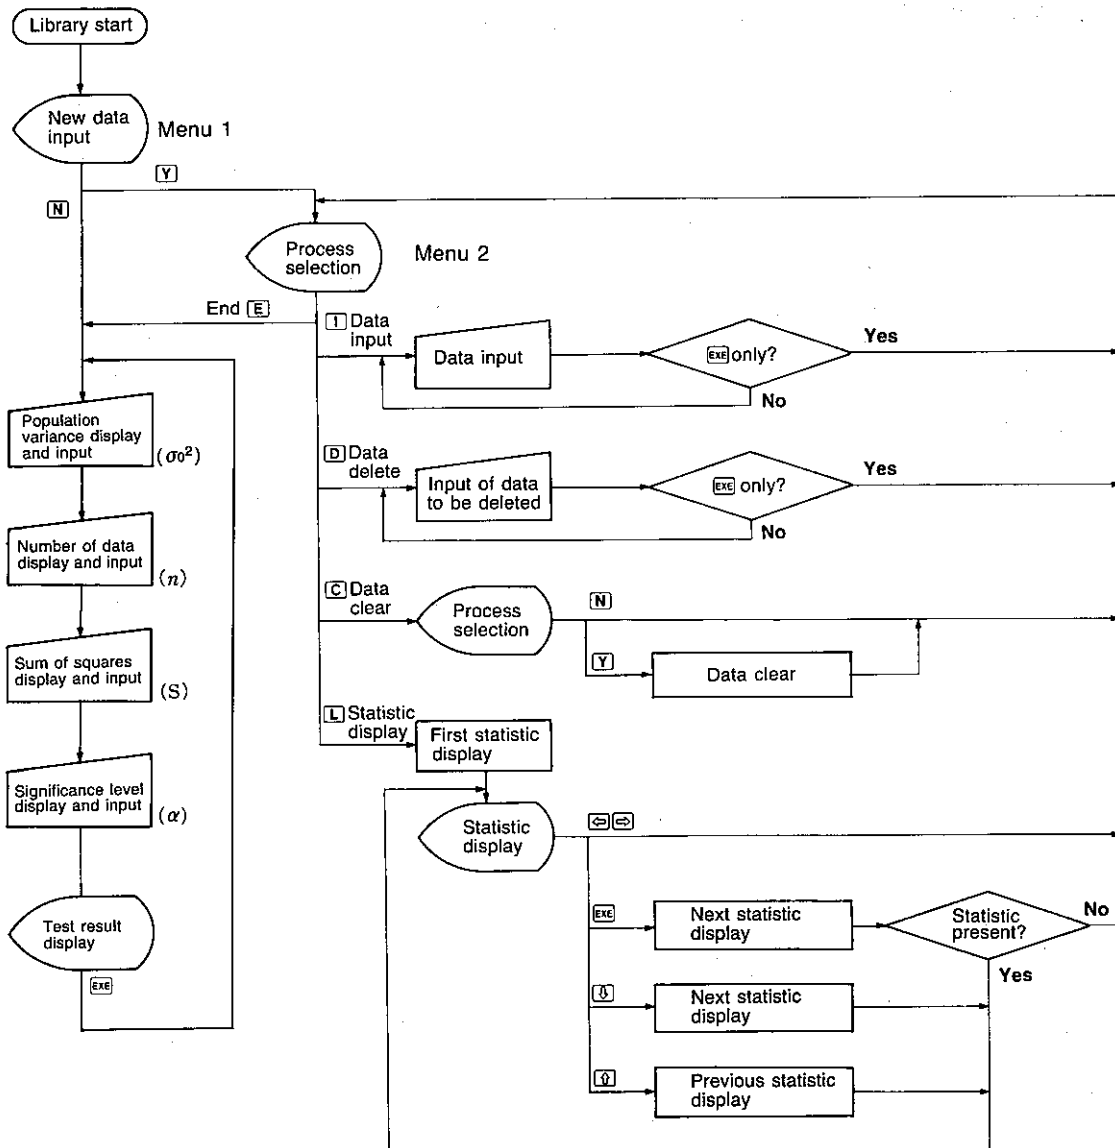 Library start
New data
input
Menu 1
Y
N
Process
selection
Menu 2
End E
1 Data
input
Data input
EXE only?
Yes
No
Population
variance display
and input
(σ0²)
D Data
delete
Input of data
to be deleted
EXE only?
Yes
No
Number of data
display and input
(n)
C Data
clear
Process
selection
N
Y
Data clear
Sum of squares
display and input
(S)
L Statistic
display
First statistic
display
Significance level
display and input
(α)
Statistic
display
⇦ ⇨
Test result
display
EXE
EXE
Next statistic
display
Statistic
present?
No
Yes
⇩
Next statistic
display
⇧
Previous statistic
display